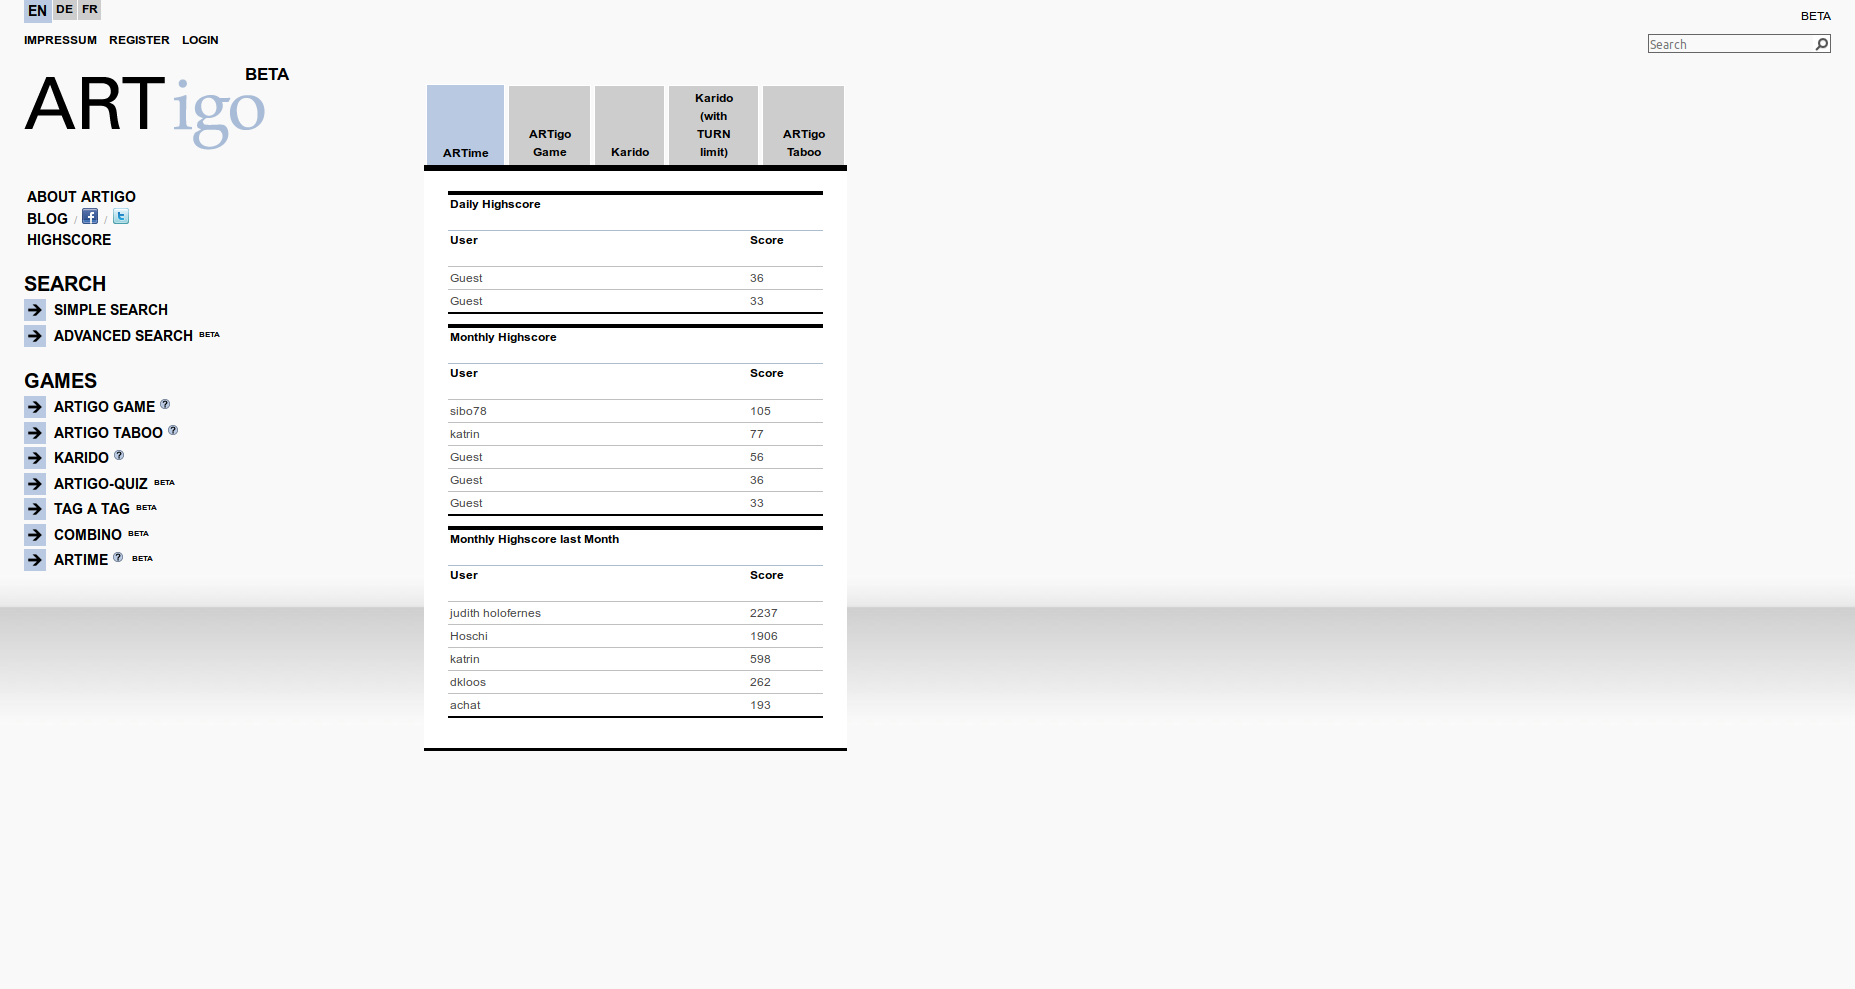 EN DE FR
BETA
IMPRESSUM REGISTER LOGIN
Search
ARTigo BETA
ABOUT ARTIGO
BLOG / f / t
HIGHSCORE
SEARCH
SIMPLE SEARCH
ADVANCED SEARCH BETA
GAMES
ARTIGO GAME ?
ARTIGO TABOO ?
KARIDO ?
ARTIGO-QUIZ BETA
TAG A TAG BETA
COMBINO BETA
ARTIME ? BETA
ARTime
ARTigo
Game
Karido
Karido
(with
TURN
limit)
ARTigo
Taboo
Daily Highscore
User Score
Guest 36
Guest 33
Monthly Highscore
User Score
sibo78 105
katrin 77
Guest 56
Guest 36
Guest 33
Monthly Highscore last Month
User Score
judith holofernes 2237
Hoschi 1906
katrin 598
dkloos 262
achat 193